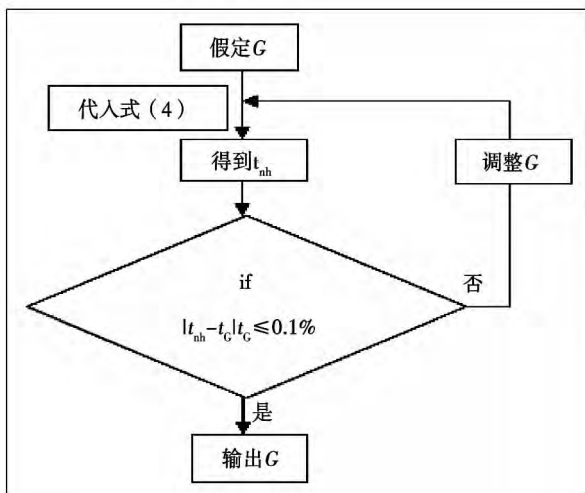 假定G
代入式（4）
得到t_nh
调整G
if
|t_nh-t_G|t_G≤0.1%
否
是
输出G